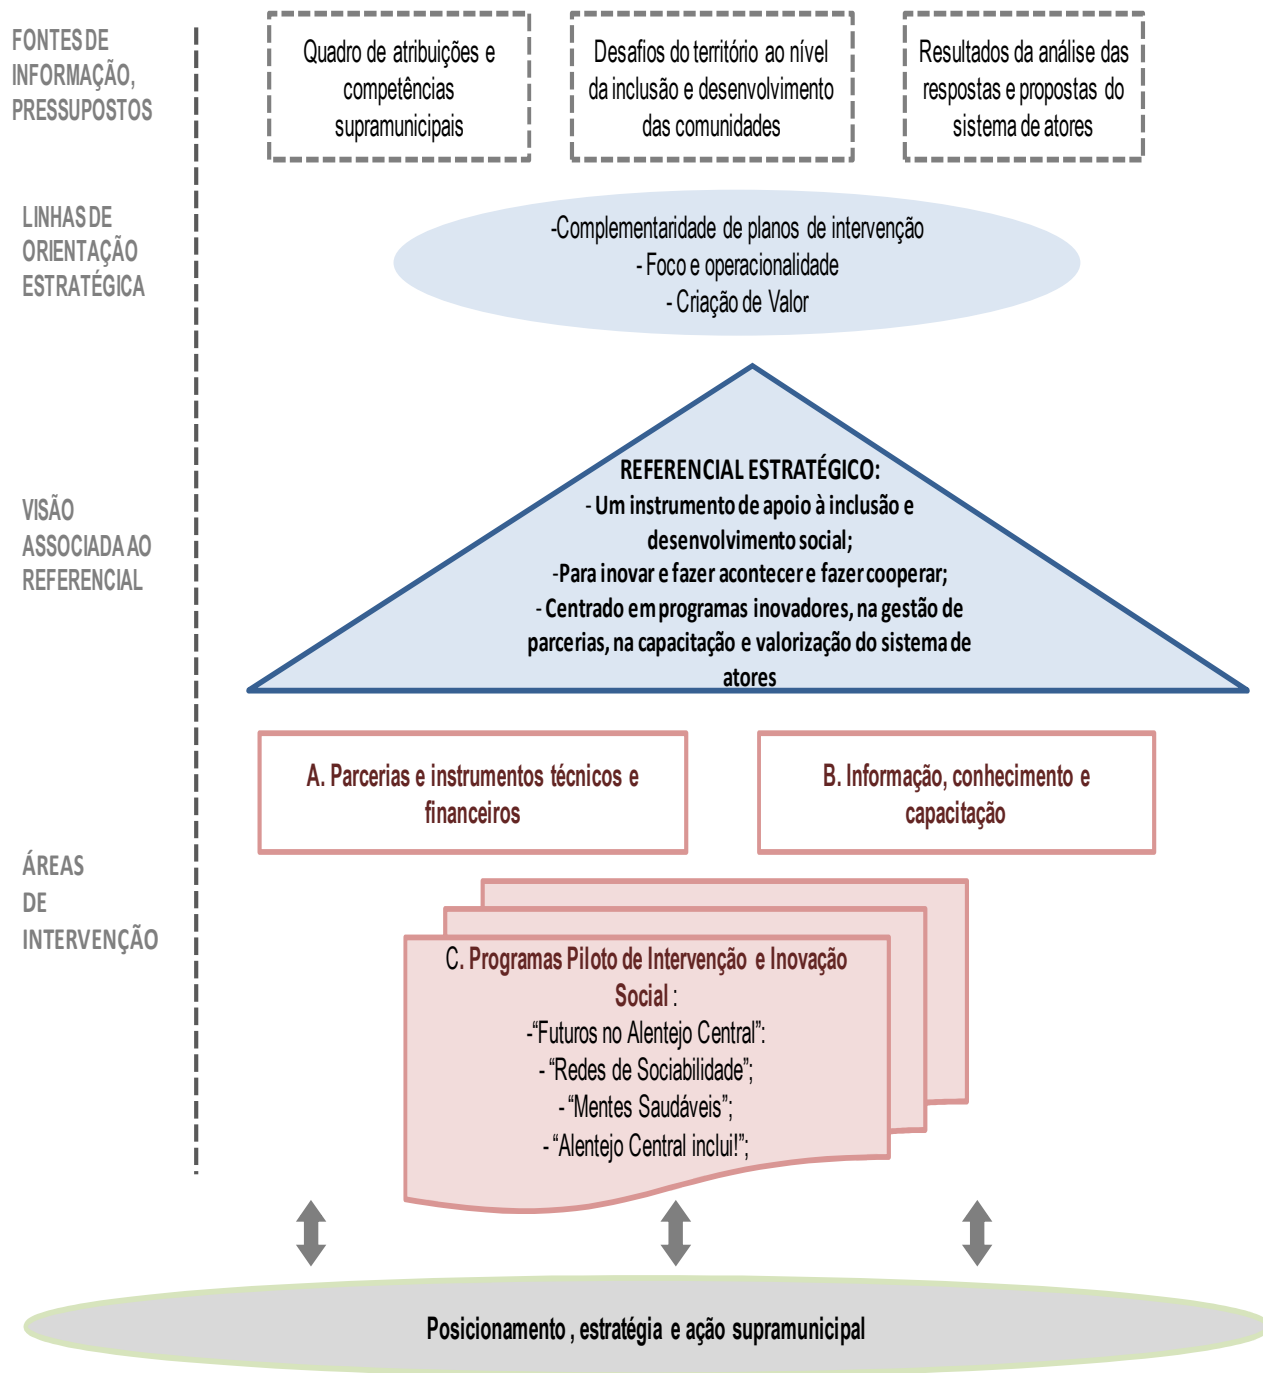 FONTES DE
INFORMAÇÃO,
PRESSUPOSTOS
Quadro de atribuições e
competências
supramunicipais
Desafios do território ao nível
da inclusão e desenvolvimento
das comunidades
Resultados da análise das
respostas e propostas do
sistema de atores
LINHAS DE
ORIENTAÇÃO
ESTRATÉGICA
-Complementaridade de planos de intervenção
- Foco e operacionalidade
- Criação de Valor
VISÃO
ASSOCIADA AO
REFERENCIAL
REFERENCIAL ESTRATÉGICO:
- Um instrumento de apoio à inclusão e
desenvolvimento social;
-Para inovar e fazer acontecer e fazer cooperar;
- Centrado em programas inovadores, na gestão de
parcerias, na capacitação e valorização do sistema de
atores
ÁREAS
DE
INTERVENÇÃO
A. Parcerias e instrumentos técnicos e
financeiros
B. Informação, conhecimento e
capacitação
C. Programas Piloto de Intervenção e Inovação
Social :
-“Futuros no Alentejo Central”:
- “Redes de Sociabilidade”;
- “Mentes Saudáveis”;
- “Alentejo Central inclui!”;
Posicionamento , estratégia e ação supramunicipal